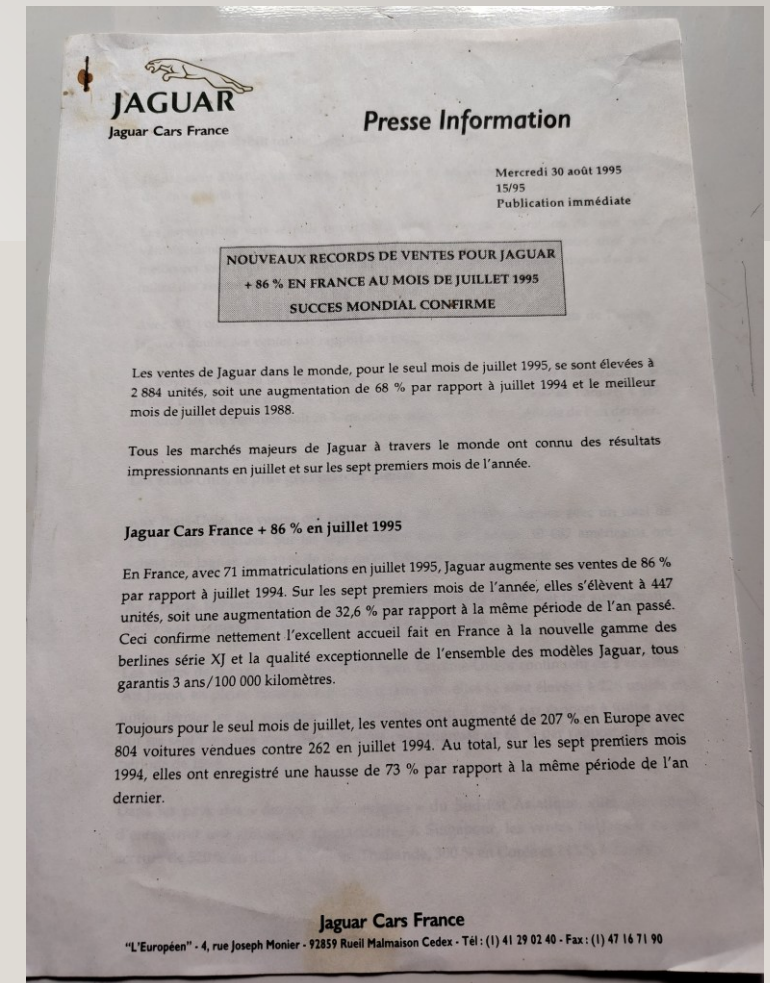 JAGUAR
Jaguar Cars France
Presse Information
Mercredi 30 août 1995
15/95
Publication immédiate
NOUVEAUX RECORDS DE VENTES POUR JAGUAR
+ 86 % EN FRANCE AU MOIS DE JUILLET 1995
SUCCES MONDIAL CONFIRME
Les ventes de Jaguar dans le monde, pour le seul mois de juillet 1995, se sont élevées à
2 884 unités, soit une augmentation de 68 % par rapport à juillet 1994 et le meilleur
mois de juillet depuis 1988.
Tous les marchés majeurs de Jaguar à travers le monde ont connu des résultats
impressionnants en juillet et sur les sept premiers mois de l'année.
Jaguar Cars France + 86 % en juillet 1995
En France, avec 71 immatriculations en juillet 1995, Jaguar augmente ses ventes de 86 %
par rapport à juillet 1994. Sur les sept premiers mois de l'année, elles s'élèvent à 447
unités, soit une augmentation de 32,6 % par rapport à la même période de l'an passé.
Ceci confirme nettement l'excellent accueil fait en France à la nouvelle gamme des
berlines série XJ et la qualité exceptionnelle de l'ensemble des modèles Jaguar, tous
garantis 3 ans/100 000 kilomètres.
Toujours pour le seul mois de juillet, les ventes ont augmenté de 207 % en Europe avec
804 voitures vendues contre 262 en juillet 1994. Au total, sur les sept premiers mois
1994, elles ont enregistré une hausse de 73 % par rapport à la même période de l'an
dernier.
Jaguar Cars France
"L'Européen" - 4, rue Joseph Monier - 92859 Rueil Malmaison Cedex - Tél : (1) 41 29 02 40 - Fax : (1) 47 16 71 90